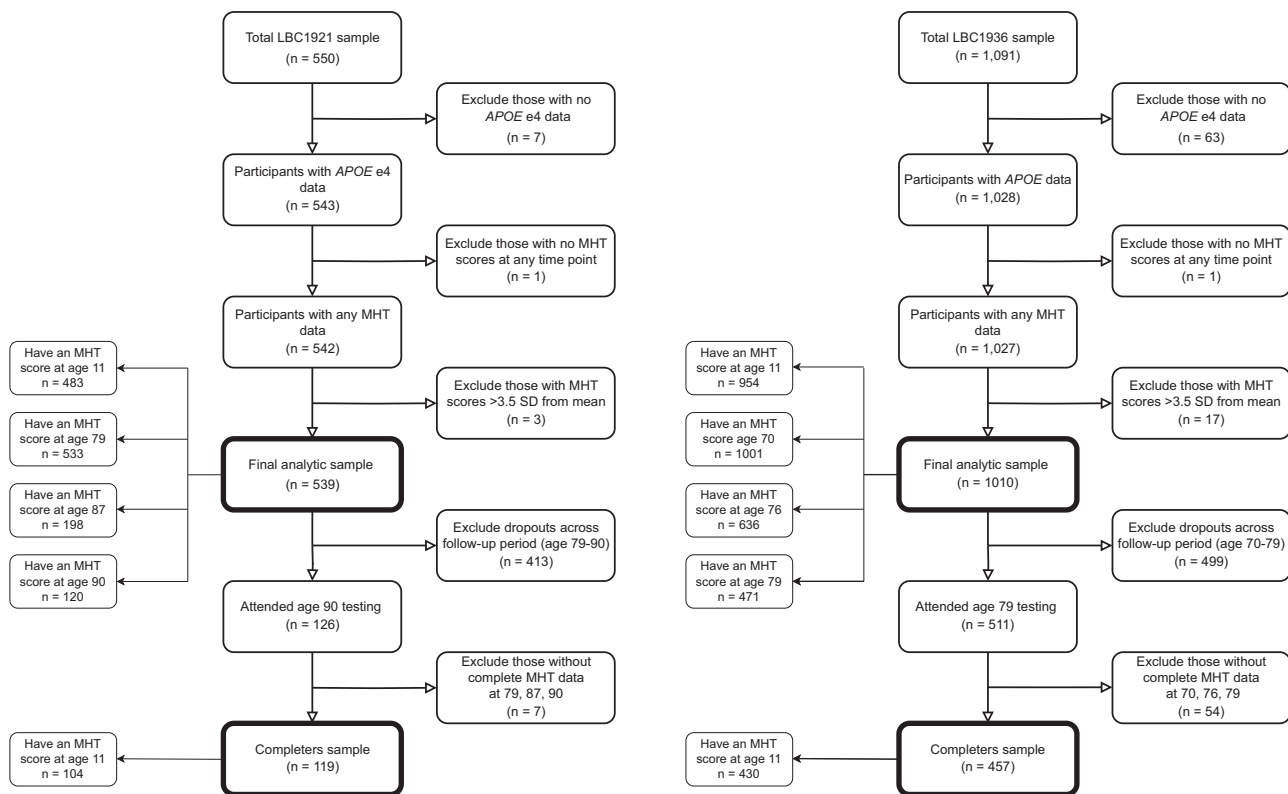 Total LBC1921 sample
(n = 550)
Exclude those with no
APOE e4 data
(n = 7)
Participants with APOE e4
data
(n = 543)
Exclude those with no MHT
scores at any time point
(n = 1)
Participants with any MHT
data
(n = 542)
Have an MHT
score at age 11
n = 483
Exclude those with MHT
scores >3.5 SD from mean
(n = 3)
Have an MHT
score at age 79
n = 533
Final analytic sample
(n = 539)
Have an MHT
score at age 87
n = 198
Exclude dropouts across
follow-up period (age 79-90)
(n = 413)
Have an MHT
score at age 90
n = 120
Attended age 90 testing
(n = 126)
Exclude those without
complete MHT data
at 79, 87, 90
(n = 7)
Have an MHT
score at age 11
n = 104
Completers sample
(n = 119)
Total LBC1936 sample
(n = 1,091)
Exclude those with no
APOE e4 data
(n = 63)
Participants with APOE data
(n = 1,028)
Exclude those with no MHT
scores at any time point
(n = 1)
Participants with any MHT
data
(n = 1,027)
Have an MHT
score at age 11
n = 954
Exclude those with MHT
scores >3.5 SD from mean
(n = 17)
Have an MHT
score age 70
n = 1001
Final analytic sample
(n = 1010)
Have an MHT
score at age 76
n = 636
Exclude dropouts across
follow-up period (age 70-79)
(n = 499)
Have an MHT
score at age 79
n = 471
Attended age 79 testing
(n = 511)
Exclude those without
complete MHT data
at 70, 76, 79
(n = 54)
Have an MHT
score at age 11
n = 430
Completers sample
(n = 457)